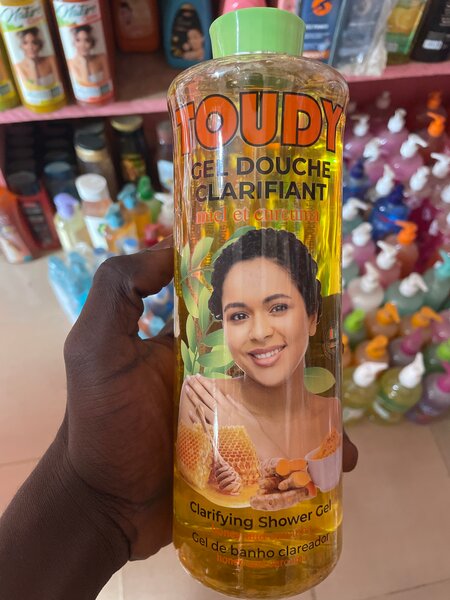 TOUDY
GEL DOUCHE
CLARIFIANT
miel et curcuma
Clarifying Shower Gel
Gel de banho clareador